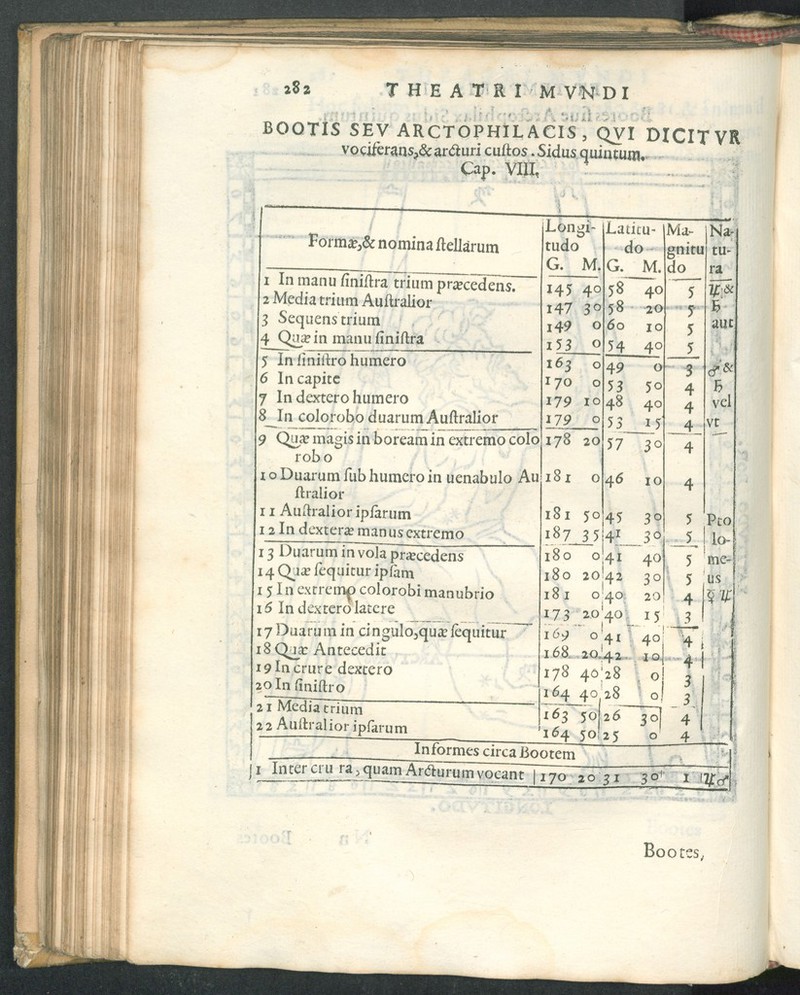 282 THEATRI MVNDI
BOOTIS SEV ARCTOPHILACIS, QVI DICITVR
vociferans,& arcturi cuſtos. Sidus quintum.
Cap. VIII,
Formæ,& nomina ſtellarum Longi-tudo G. M. Latitu-do G. M. Ma-gnitudo Na-tu-ra
1 In manu ſiniſtra trium præcedens. 145 40 58 40 5 ♃ &
2 Media trium Auſtralior 147 30 58 20 5 ♄
3 Sequens trium 149 0 60 10 5 aut
4 Quæ in manu ſiniſtra 153 0 54 40 5
5 In ſiniſtro humero 163 0 49 0 3 ♂ &
6 In capite 170 0 53 50 4 ♄
7 In dextero humero 179 10 48 40 4 vel
8 In colorobo duarum Auſtralior 179 0 53 15 4 vt
9 Quæ magis in boream in extremo colo 178 20 57 30 4
robo
10 Duarum ſub humero in uenabulo Au 181 0 46 10 4
ſtralior
11 Auſtralior ipſarum 181 50 45 30 5 Pto
12 In dexteræ manus extremo 187 35 41 30 5 lo-
13 Duarum in vola præcedens 180 0 41 40 5 me-
14 Quæ ſequitur ipſam 180 20 42 30 5 us
15 In extremo colorobi manubrio 181 0 40 20 4 ☿ ♃
16 In dextero latere 173 20 40 15 3
17 Duarum in cingulo,quæ ſequitur 169 0 41 40 4
18 Quæ Antecedit 168 20 42 10 4
19 In crure dextero 178 40 28 0 3
20 In ſiniſtro 164 40 28 0 3
21 Media trium 163 50 26 30 4
22 Auſtralior ipſarum 164 50 25 0 4
Informes circa Bootem
1 Inter cru ra, quam Arcturum vocant 170 20 31 30 1 ♃ ♂
Bootes,